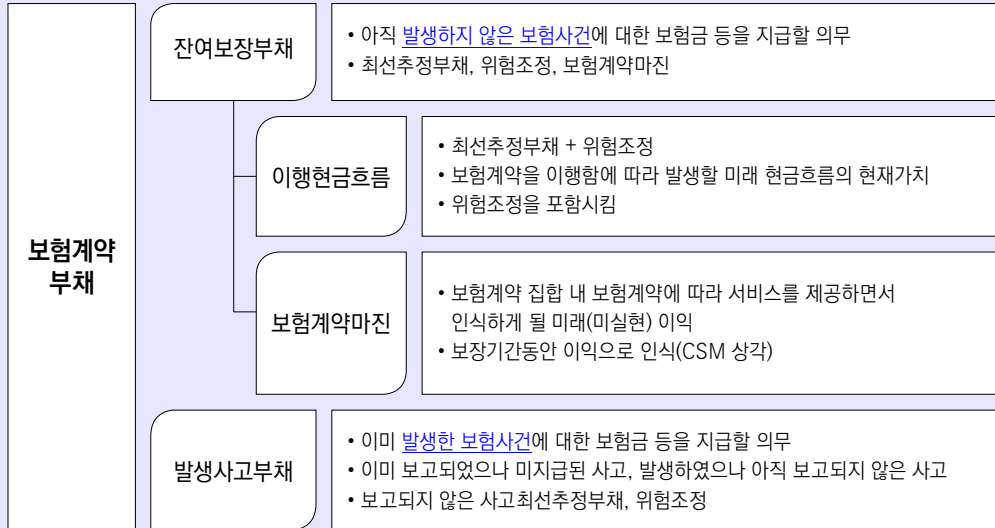 보험계약
부채
잔여보장부채
• 아직 발생하지 않은 보험사건에 대한 보험금 등을 지급할 의무
• 최선추정부채, 위험조정, 보험계약마진
이행현금흐름
• 최선추정부채 + 위험조정
• 보험계약을 이행함에 따라 발생할 미래 현금흐름의 현재가치
• 위험조정을 포함시킴
보험계약마진
• 보험계약 집합 내 보험계약에 따라 서비스를 제공하면서
인식하게 될 미래(미실현) 이익
• 보장기간동안 이익으로 인식(CSM 상각)
발생사고부채
• 이미 발생한 보험사건에 대한 보험금 등을 지급할 의무
• 이미 보고되었으나 미지급된 사고, 발생하였으나 아직 보고되지 않은 사고
• 보고되지 않은 사고최선추정부채, 위험조정